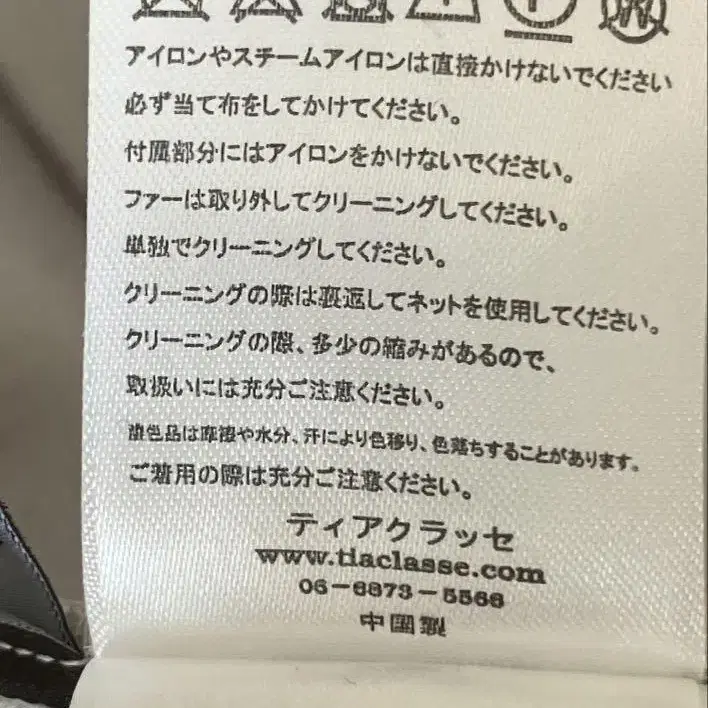 アイロンやスチームアイロンは直接かけないでください
必ず当て布をしてかけてください。
付属部分にはアイロンをかけないでください。
ファーは取り外してクリーニングしてください。
単独でクリーニングしてください。
クリーニングの際は裏返してネットを使用してください。
クリーニングの際、多少の縮みがあるので、
取扱いには充分ご注意ください。
染色品は摩擦や水分、汗により色移り、色落ちすることがあります。
ご着用の際は充分ご注意ください。
ティアクラッセ
www.tiaclasse.com
06-6873-5568
中国製